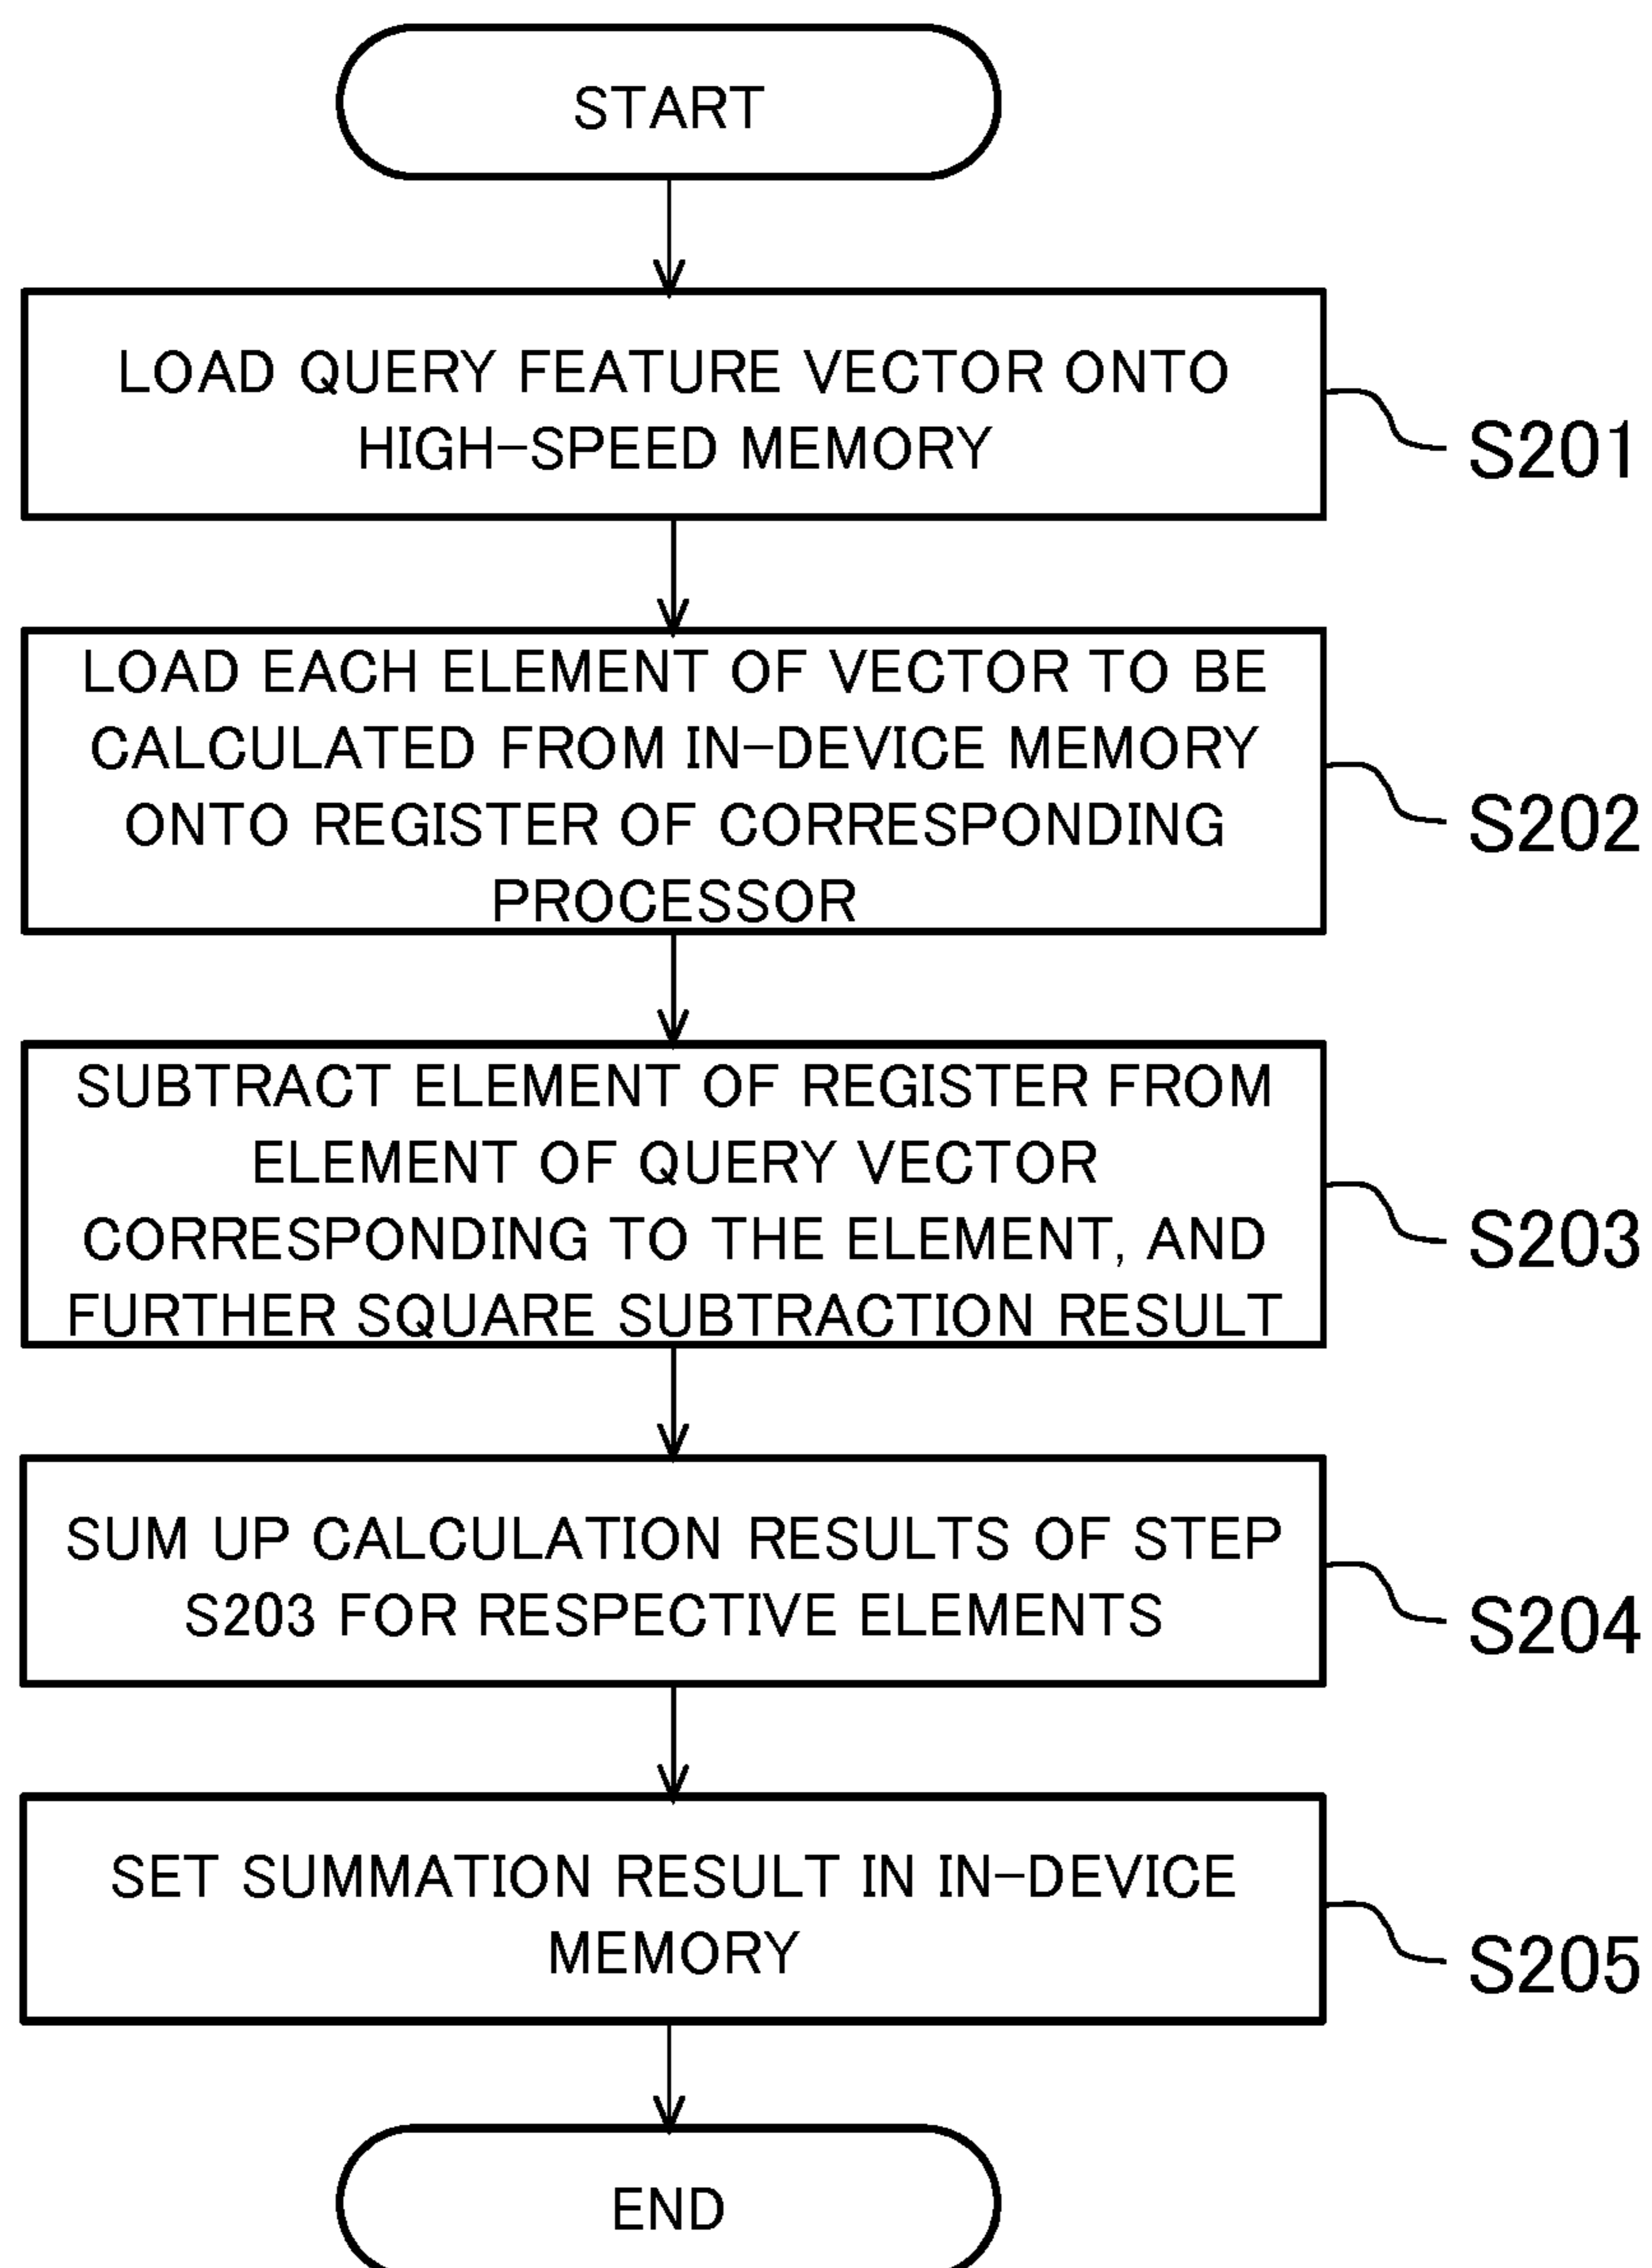 START
LOAD QUERY FEATURE VECTOR ONTO
HIGH-SPEED MEMORY
S201
LOAD EACH ELEMENT OF VECTOR TO BE
CALCULATED FROM IN-DEVICE MEMORY
ONTO REGISTER OF CORRESPONDING
PROCESSOR
S202
SUBTRACT ELEMENT OF REGISTER FROM
ELEMENT OF QUERY VECTOR
CORRESPONDING TO THE ELEMENT, AND
FURTHER SQUARE SUBTRACTION RESULT
S203
SUM UP CALCULATION RESULTS OF STEP
S203 FOR RESPECTIVE ELEMENTS
S204
SET SUMMATION RESULT IN IN-DEVICE
MEMORY
S205
END